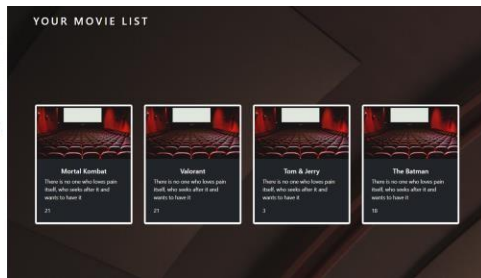 YOUR MOVIE LIST
Mortal Kombat
There is no one who loves pain
itself, who seeks after it and
wants to have it
21
Valorant
There is no one who loves pain
itself, who seeks after it and
wants to have it
21
Tom & Jerry
There is no one who loves pain
itself, who seeks after it and
wants to have it
3
The Batman
There is no one who loves pain
itself, who seeks after it and
wants to have it
16